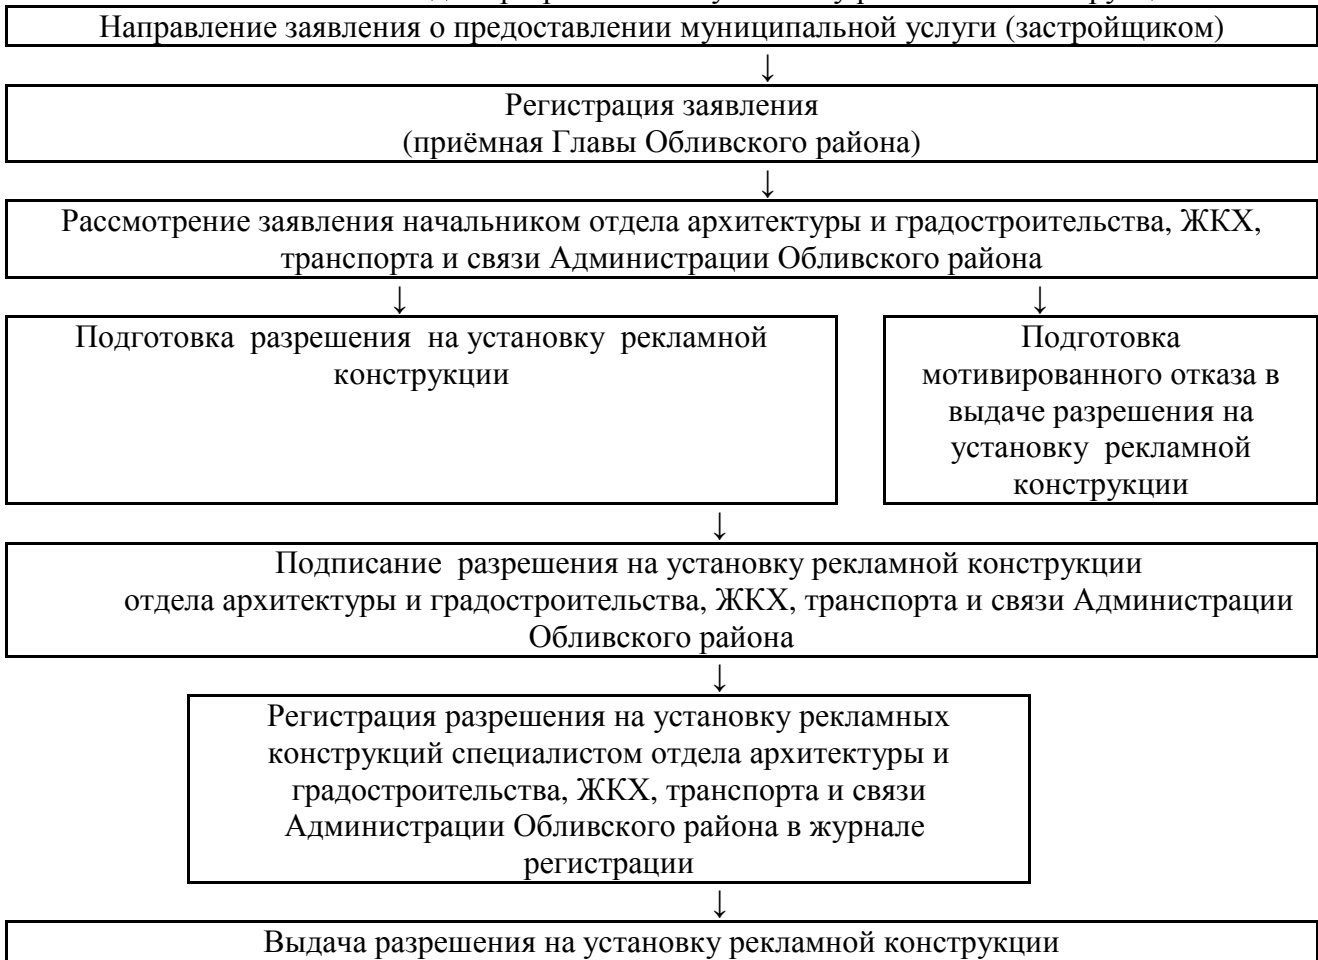 Направление заявления о предоставлении муниципальной услуги (застройщиком)
↓
Регистрация заявления
(приёмная Главы Обливского района)
↓
Рассмотрение заявления начальником отдела архитектуры и градостроительства, ЖКХ,
транспорта и связи Администрации Обливского района
↓ ↓
Подготовка разрешения на установку рекламной
конструкции
Подготовка
мотивированного отказа в
выдаче разрешения на
установку рекламной
конструкции
↓
Подписание разрешения на установку рекламной конструкции
отдела архитектуры и градостроительства, ЖКХ, транспорта и связи Администрации
Обливского района
↓
Регистрация разрешения на установку рекламных
конструкций специалистом отдела архитектуры и
градостроительства, ЖКХ, транспорта и связи
Администрации Обливского района в журнале
регистрации
↓
Выдача разрешения на установку рекламной конструкции